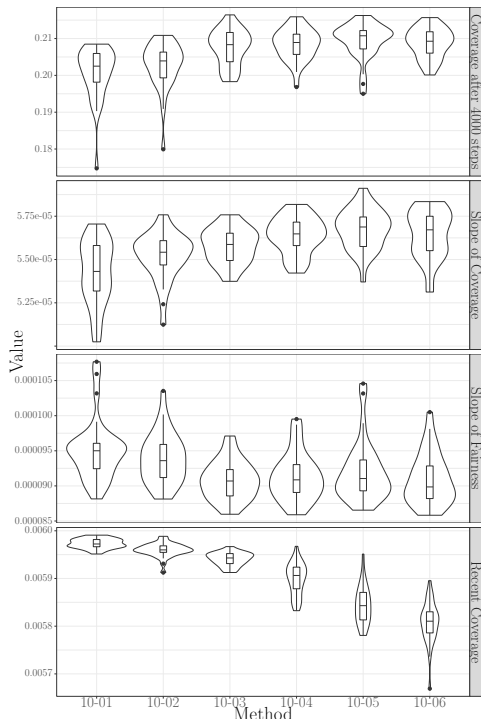 0.21
0.20
0.19
0.18
Coverage after 4000 steps
5.75e-05
5.50e-05
5.25e-05
Slope of Coverage
Value
0.000105
0.000100
0.000095
0.000090
0.000085
Slope of Fairness
0.0060
0.0059
0.0058
0.0057
Recent Coverage
10-01 10-02 10-03 10-04 10-05 10-06
Method